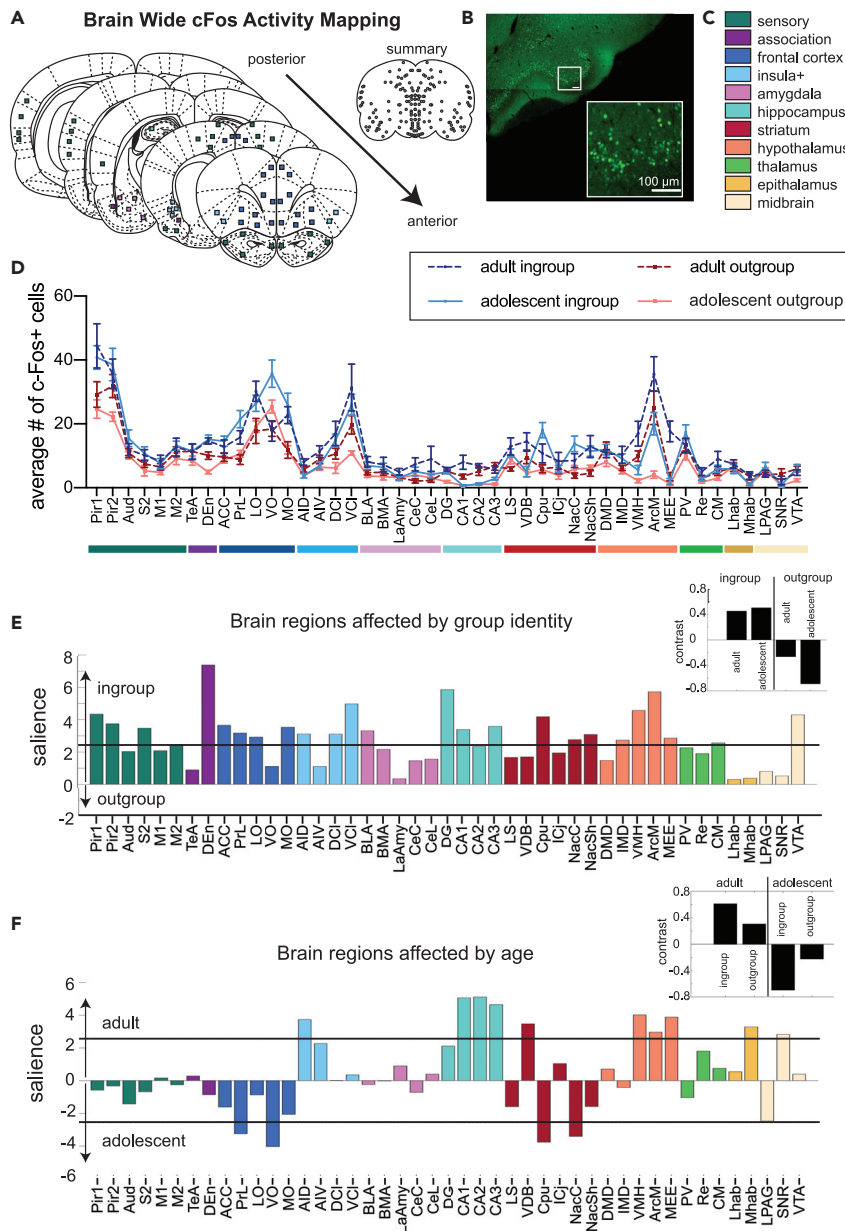 A
Brain Wide cFos Activity Mapping
posterior
summary
anterior
B
100 µm
C
sensory
association
frontal cortex
insula+
amygdala
hippocampus
striatum
hypothalamus
thalamus
epithalamus
midbrain
D
adult ingroup
adult outgroup
adolescent ingroup
adolescent outgroup
average # of c-Fos+ cells
60
40
20
0
Pir1
Pir2
Aud
S2
M1
M2
TeA
DEn
ACC
PrL
LO
VO
MO
AID
AIV
DCl
VCl
BLA
BMA
LaAmy
CeC
CeL
DG
CA1
CA2
CA3
LS
VDB
Cpu
ICj
NacC
NacSh
DMD
IMD
VMH
ArcM
MEE
PV
Re
CM
Lhab
Mhab
LPAG
SNR
VTA
E
Brain regions affected by group identity
ingroup
outgroup
0.8
0.4
0
-0.8
contrast
adult
adolescent
adult
adolescent
salience
8
6
4
2
0
-2
ingroup
outgroup
Pir1
Pir2
Aud
S2
M1
M2
TeA
DEn
ACC
PrL
LO
VO
MO
AID
AIV
DCl
VCl
BLA
BMA
LaAmy
CeC
CeL
DG
CA1
CA2
CA3
LS
VDB
Cpu
ICj
NacC
NacSh
DMD
IMD
VMH
ArcM
MEE
PV
Re
CM
Lhab
Mhab
LPAG
SNR
VTA
F
Brain regions affected by age
adult
adolescent
0.8
0.4
0
-0.4
-0.8
contrast
ingroup
outgroup
ingroup
outgroup
salience
6
4
2
0
-2
-4
-6
adult
adolescent
Pir1
Pir2
Aud
S2
M1
M2
TeA
DEn
ACC
PrL
LO
VO
MO
AID
AIV
DCl
VCl
BLA
BMA
LaAmy
CeC
CeL
DG
CA1
CA2
CA3
LS
VDB
Cpu
ICj
NacC
NacSh
DMD
IMD
VMH
ArcM
MEE
PV
Re
CM
Lhab
Mhab
LPAG
SNR
VTA